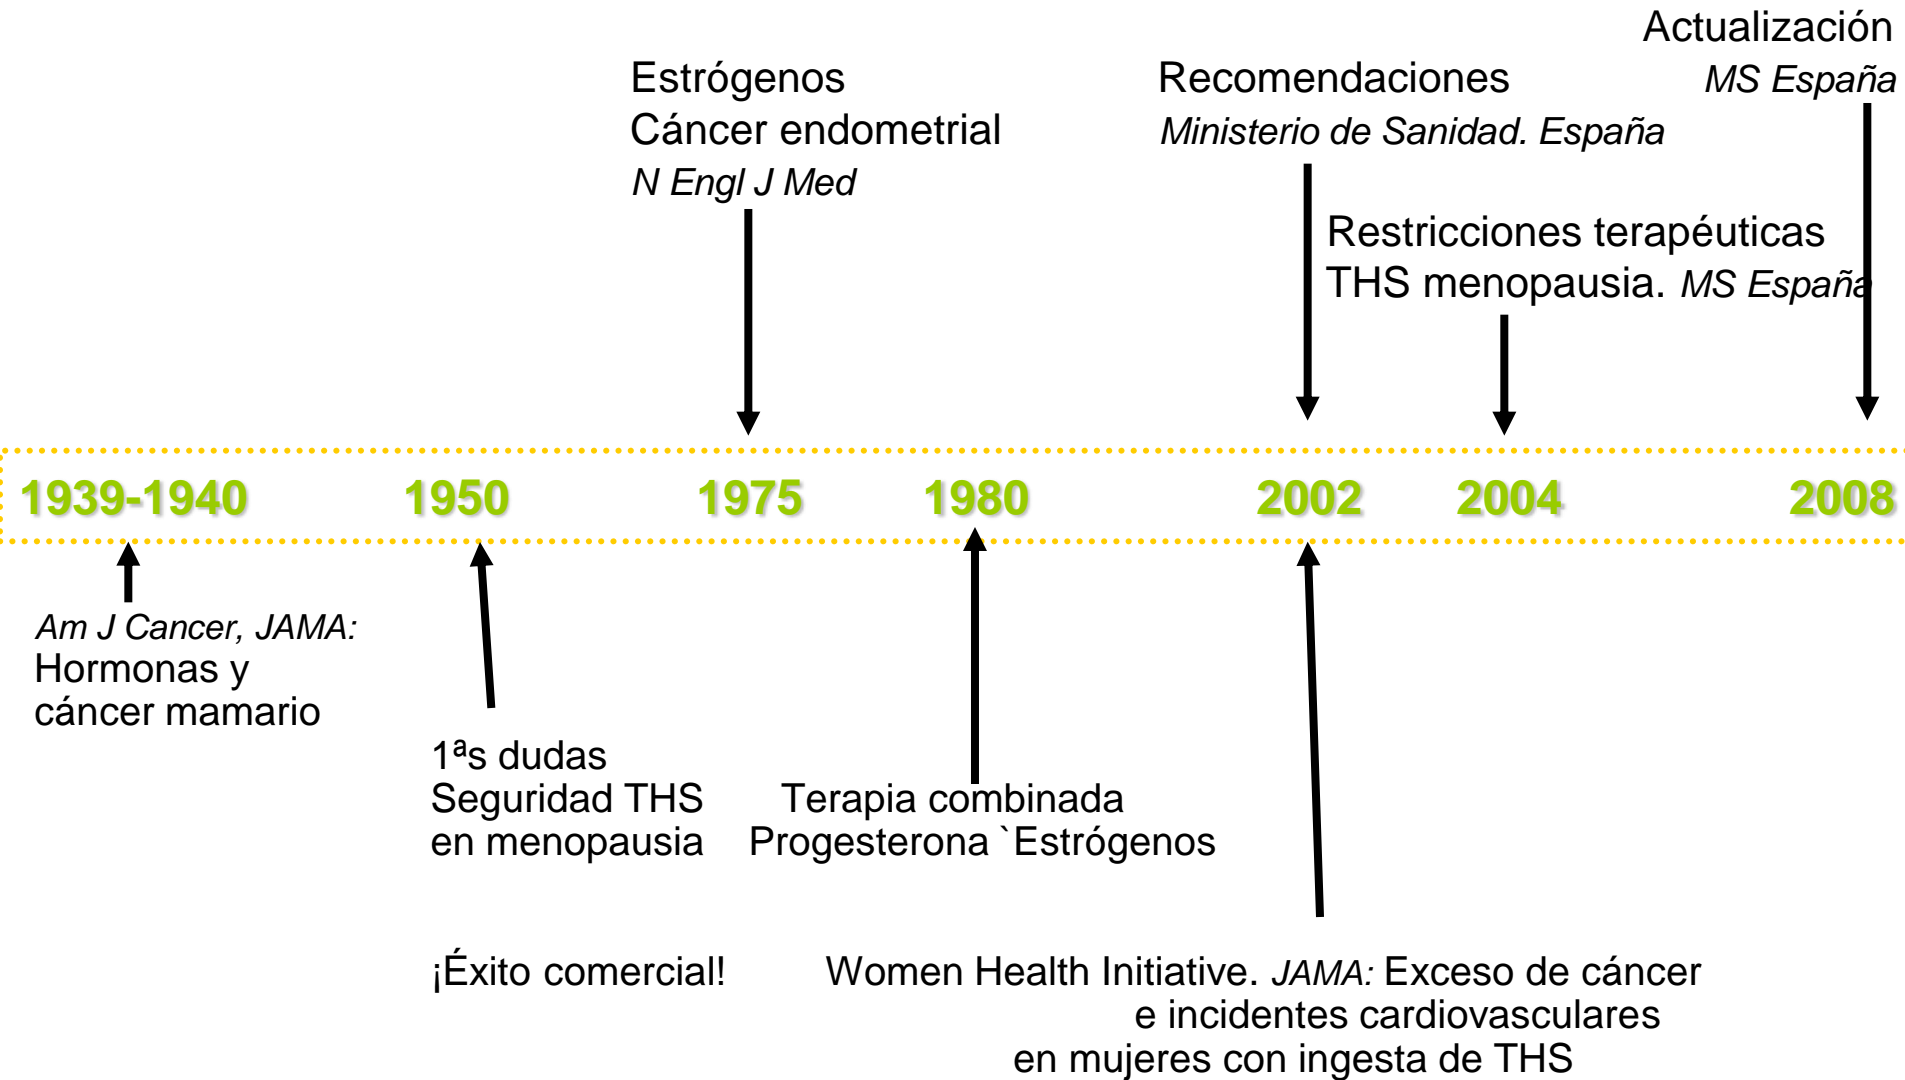 Actualización
MS España
Estrógenos
Cáncer endometrial
N Engl J Med
Recomendaciones
Ministerio de Sanidad. España
Restricciones terapéuticas
THS menopausia. MS España
1939-1940 1950 1975 1980 2002 2004 2008
Am J Cancer, JAMA:
Hormonas y
cáncer mamario
1ªs dudas
Seguridad THS
en menopausia
Terapia combinada
Progesterona `Estrógenos
¡Éxito comercial!
Women Health Initiative. JAMA: Exceso de cáncer
e incidentes cardiovasculares
en mujeres con ingesta de THS